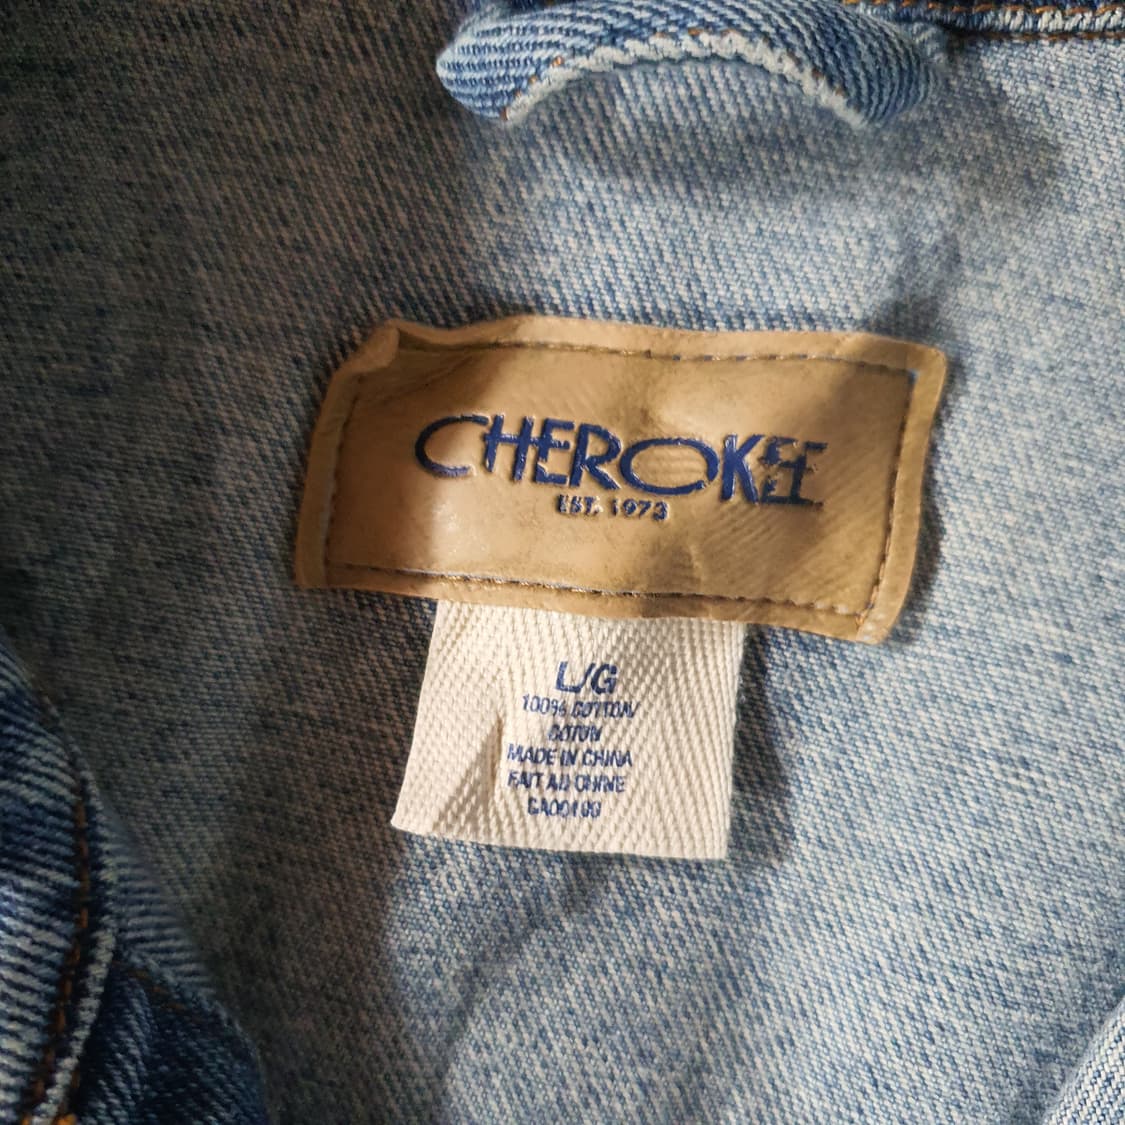 CHEROKEE
EST. 1973
L/G
100% COTTON/
COTON
MADE IN CHINA
FAIT AU CHINE